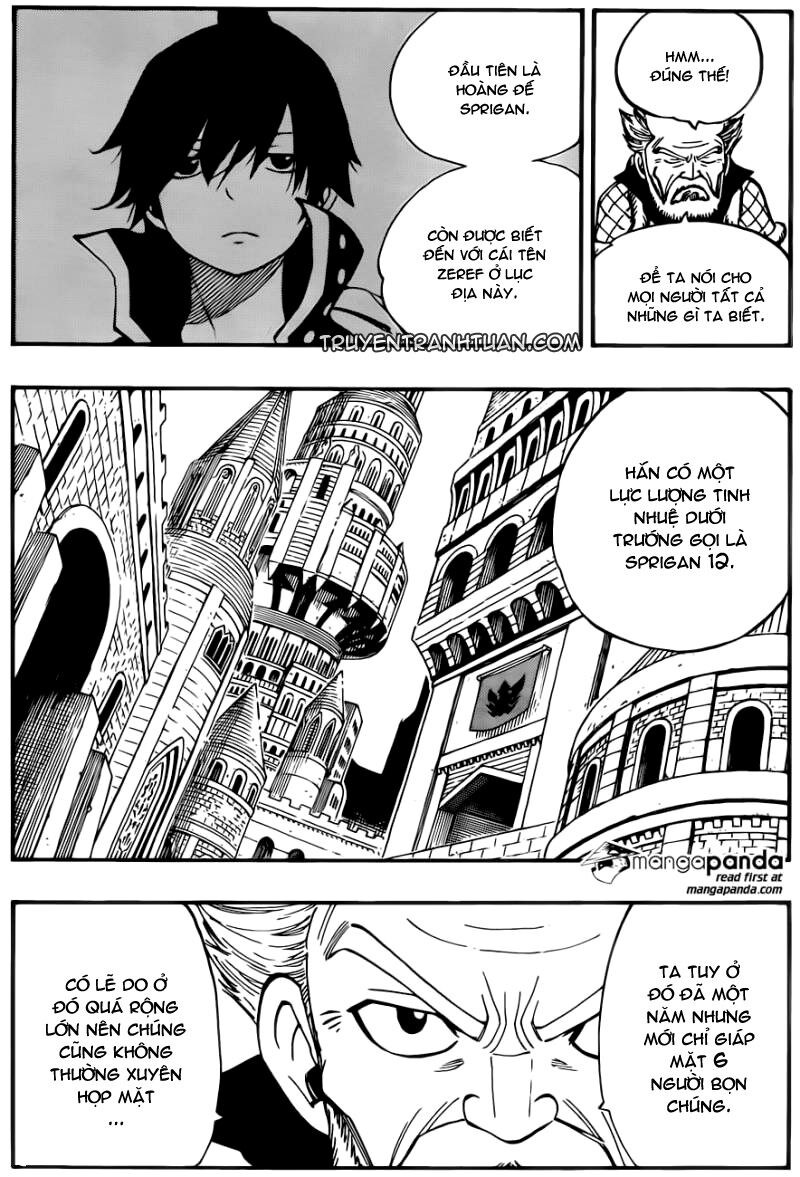 HMM...
ĐÚNG THẾ!
ĐỂ TA NÓI CHO
MỌI NGƯỜI TẤT CẢ
NHỮNG GÌ TA BIẾT.
ĐẦU TIÊN LÀ
HOÀNG ĐẾ
SPRIGAN.
CÒN ĐƯỢC BIẾT
ĐẾN VỚI CÁI TÊN
ZEREF Ở LỤC
ĐỊA NÀY.
TRUYENTRANHTUAN.COM
HẮN CÓ MỘT
LỰC LƯỢNG TINH
NHUỆ DƯỚI
TRƯỚNG GỌI LÀ
SPRIGAN 12.
mangapanda
read first at
mangapanda.com
TA TUY Ở
ĐÓ ĐÃ MỘT
NĂM NHƯNG
MỚI CHỈ GIÁP
MẶT 6
NGƯỜI BỌN
CHÚNG.
CÓ LẼ DO Ở
ĐÓ QUÁ RỘNG
LỚN NÊN CHÚNG
CŨNG KHÔNG
THƯỜNG XUYÊN
HỌP MẶT
...